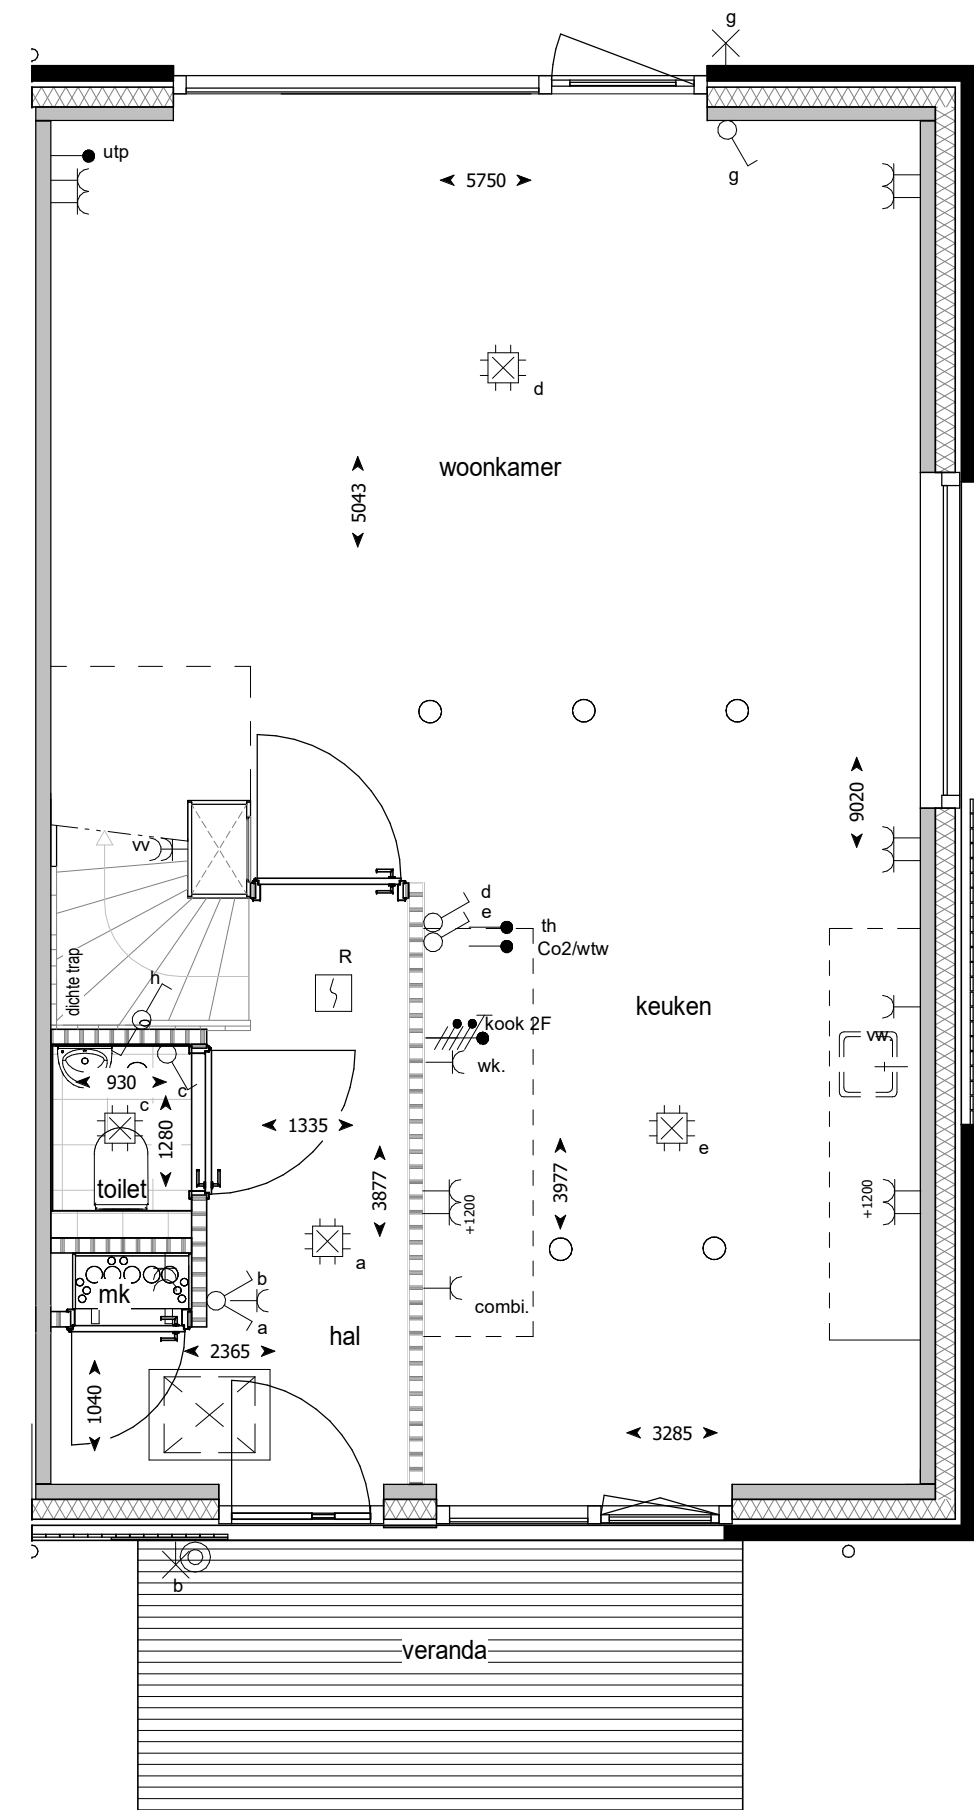 g
utp
5750
g
d
woonkamer
5043
9020
vv
d
e
th
Co2/wtw
dichte trap
R
h
keuken
kook 2F
vw.
wk.
930
c
c
1280
1335
3877
3977
e
toilet
+1200
+1200
a
mk
b
a
combi.
hal
2365
1040
3285
b
veranda